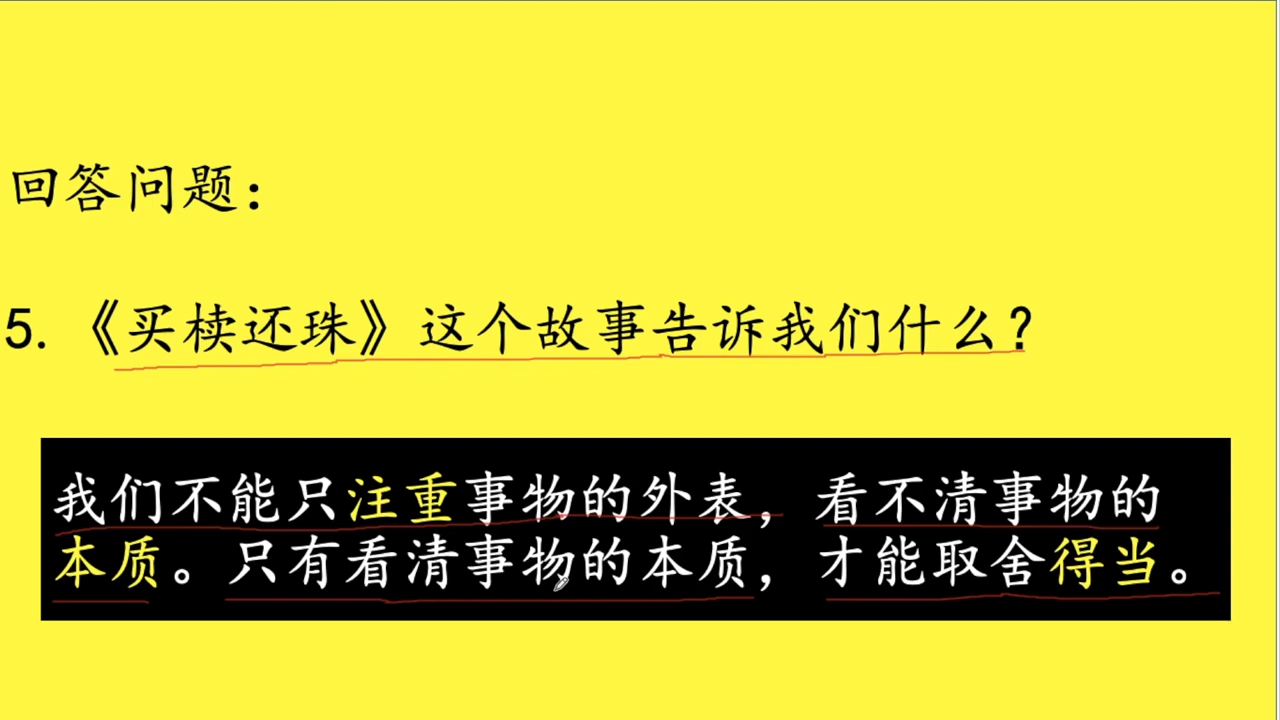 回答问题：
5. 《买椟还珠》这个故事告诉我们什么？
我们不能只注重事物的外表，看不清事物的
本质。只有看清事物的本质，才能取舍得当。